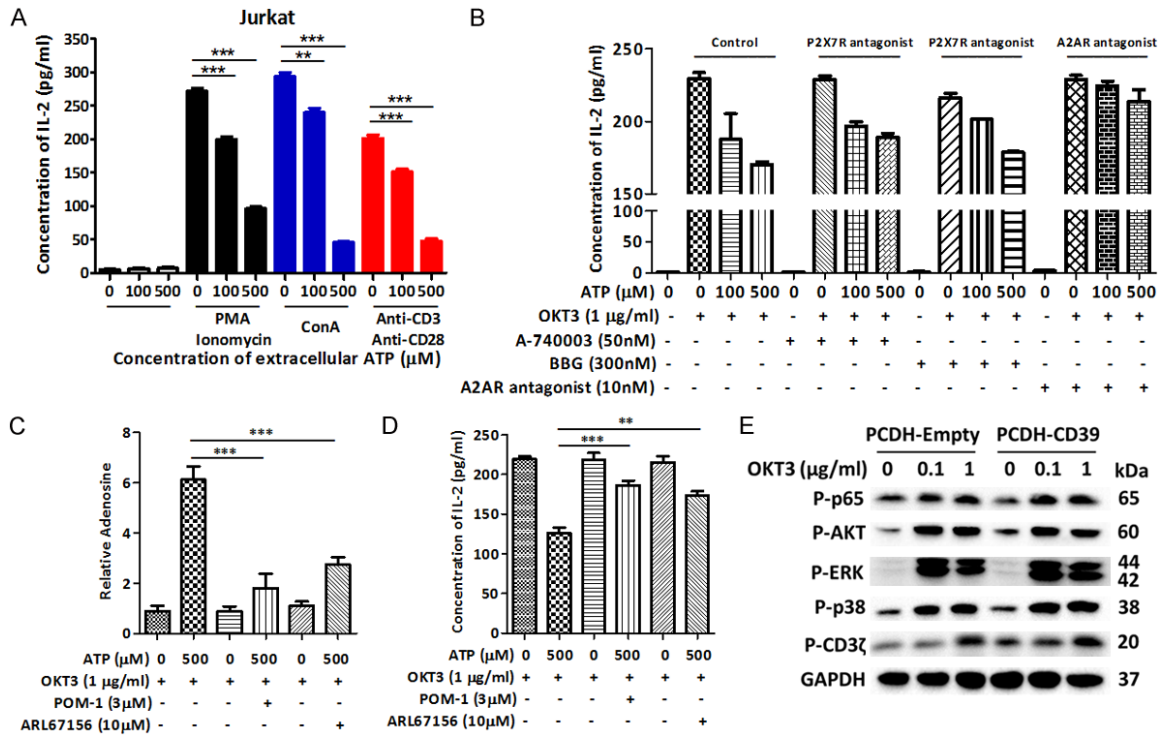 A
Jurkat
Concentration of IL-2 (pg/ml)
350
300
250
200
150
100
50
0
*** *** *** ** *** ***
0 100 500 0 100 500 0 100 500 0 100 500
PMA Ionomycin
ConA
Anti-CD3 Anti-CD28
Concentration of extracellular ATP (μM)
B
Control P2X7R antagonist P2X7R antagonist A2AR antagonist
Concentration of IL-2 (pg/ml)
250
200
150
100
50
0
0 0 100 500 0 0 100 500 0 0 100 500 0 0 100 500
ATP (μM)
OKT3 (1 μg/ml) - + + + - + + + - + + + - + + +
A-740003 (50nM) - - - - + + + + - - - - - - - -
BBG (300nM) - - - - - - - - + + + + - - - -
A2AR antagonist (10nM) - - - - - - - - - - - - + + + +
C
Relative Adenosine
8
6
4
2
0
***
***
ATP (μM) 0 500 0 500 0 500
OKT3 (1 μg/ml) + + + + + +
POM-1 (3μM) - - - + - -
ARL67156 (10μM) - - - - - +
D
Concentration of IL-2 (pg/ml)
250
200
150
100
50
0
**
***
ATP (μM) 0 500 0 500 0 500
OKT3 (1 μg/ml) + + + + + +
POM-1 (3μM) - - - + - -
ARL67156 (10μM) - - - - - +
E
PCDH-Empty PCDH-CD39
OKT3 (μg/ml) 0 0.1 1 0 0.1 1 kDa
P-p65 65
P-AKT 60
P-ERK 44
42
P-p38 38
P-CD3ζ 20
GAPDH 37